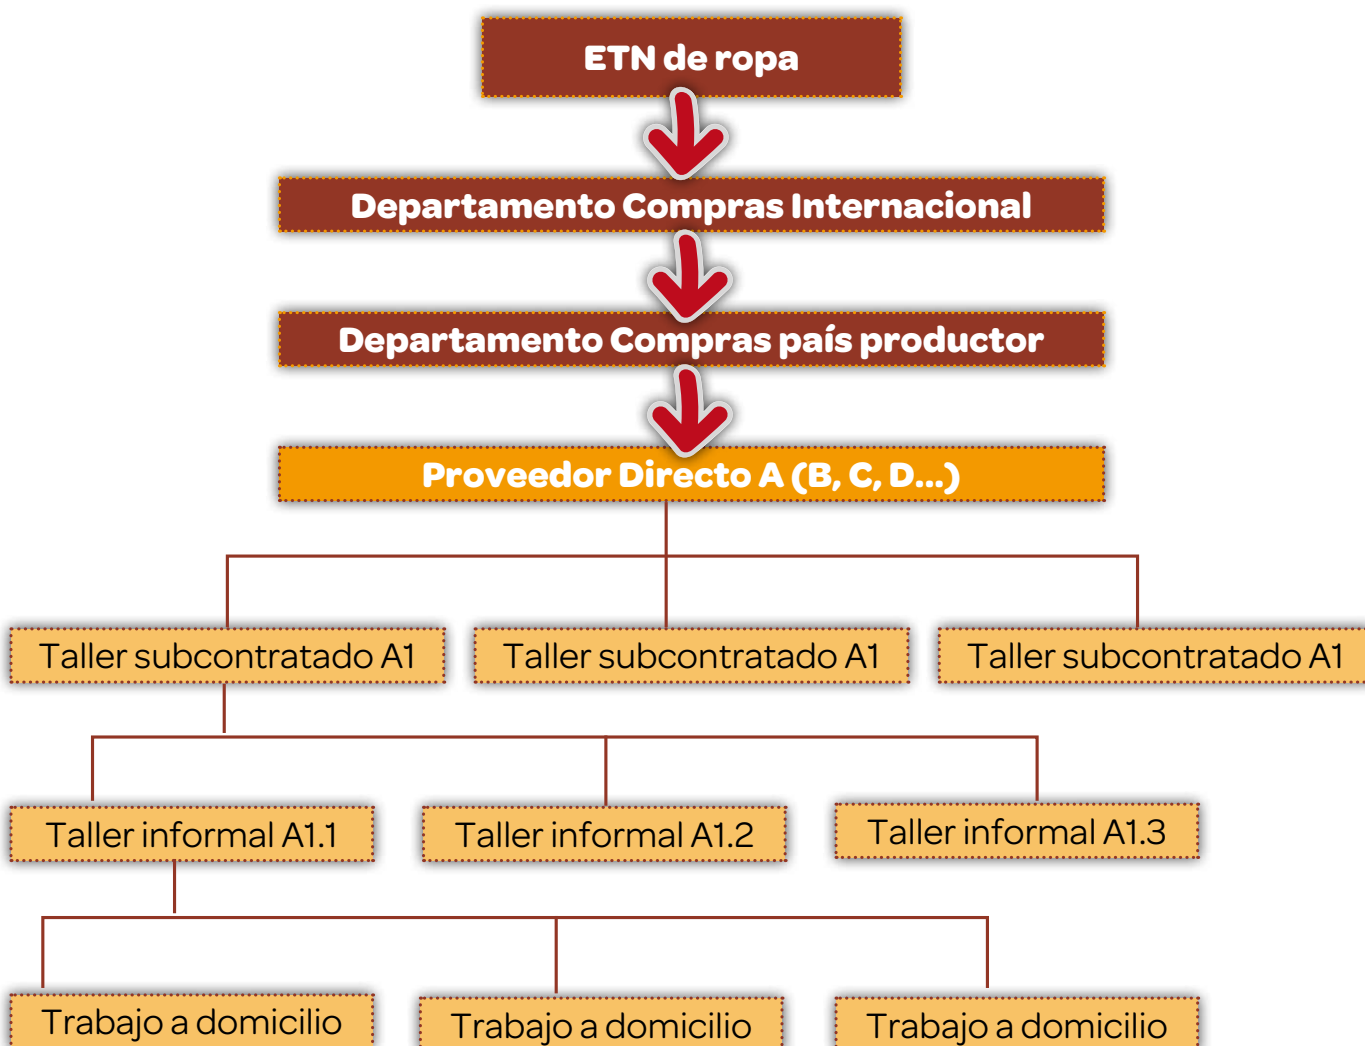 ETN de ropa
Departamento Compras Internacional
Departamento Compras país productor
Proveedor Directo A (B, C, D...)
Taller subcontratado A1
Taller subcontratado A1
Taller subcontratado A1
Taller informal A1.1
Taller informal A1.2
Taller informal A1.3
Trabajo a domicilio
Trabajo a domicilio
Trabajo a domicilio